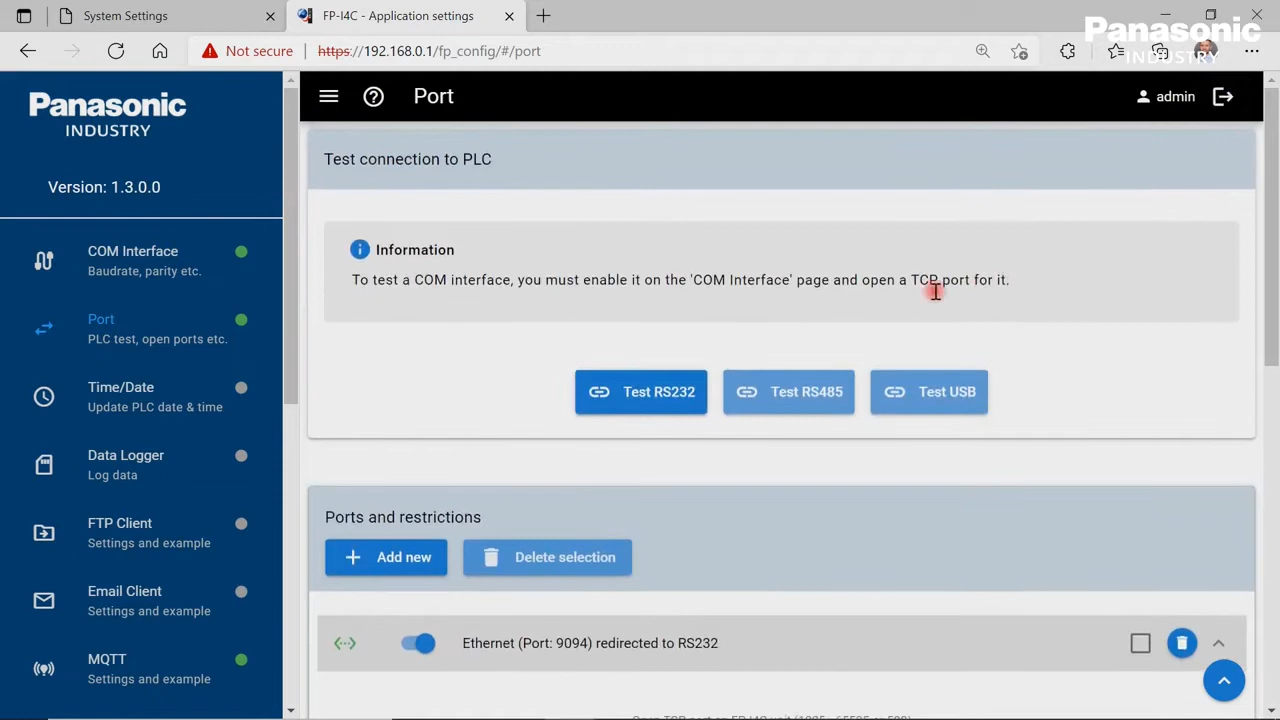 System Settings
FP-I4C - Application settings
Panasonic
INDUSTRY
Not secure
https://192.168.0.1/fp_config/#/port
Panasonic
INDUSTRY
Version: 1.3.0.0
COM Interface
Baudrate, parity etc.
Port
PLC test, open ports etc.
Time/Date
Update PLC date & time
Data Logger
Log data
FTP Client
Settings and example
Email Client
Settings and example
MQTT
Settings and example
Port
admin
Test connection to PLC
Information
To test a COM interface, you must enable it on the 'COM Interface' page and open a TCP port for it.
Test RS232
Test RS485
Test USB
Ports and restrictions
Add new
Delete selection
Ethernet (Port: 9094) redirected to RS232